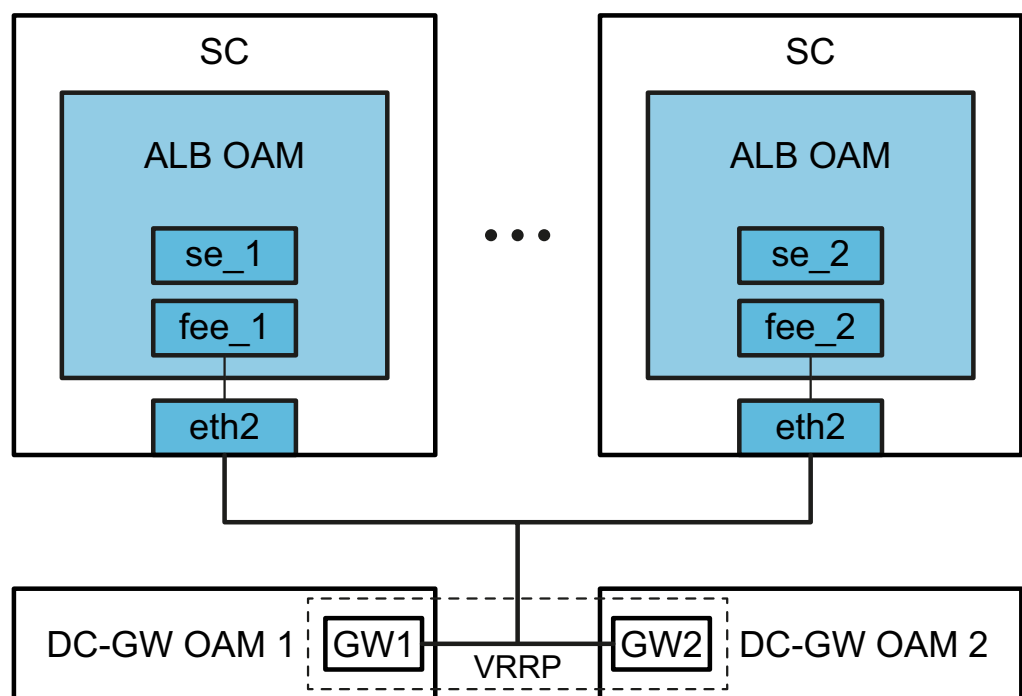 SC
ALB OAM
se_1
fee_1
eth2
SC
ALB OAM
se_2
fee_2
eth2
DC-GW OAM 1
GW1
VRRP
GW2
DC-GW OAM 2